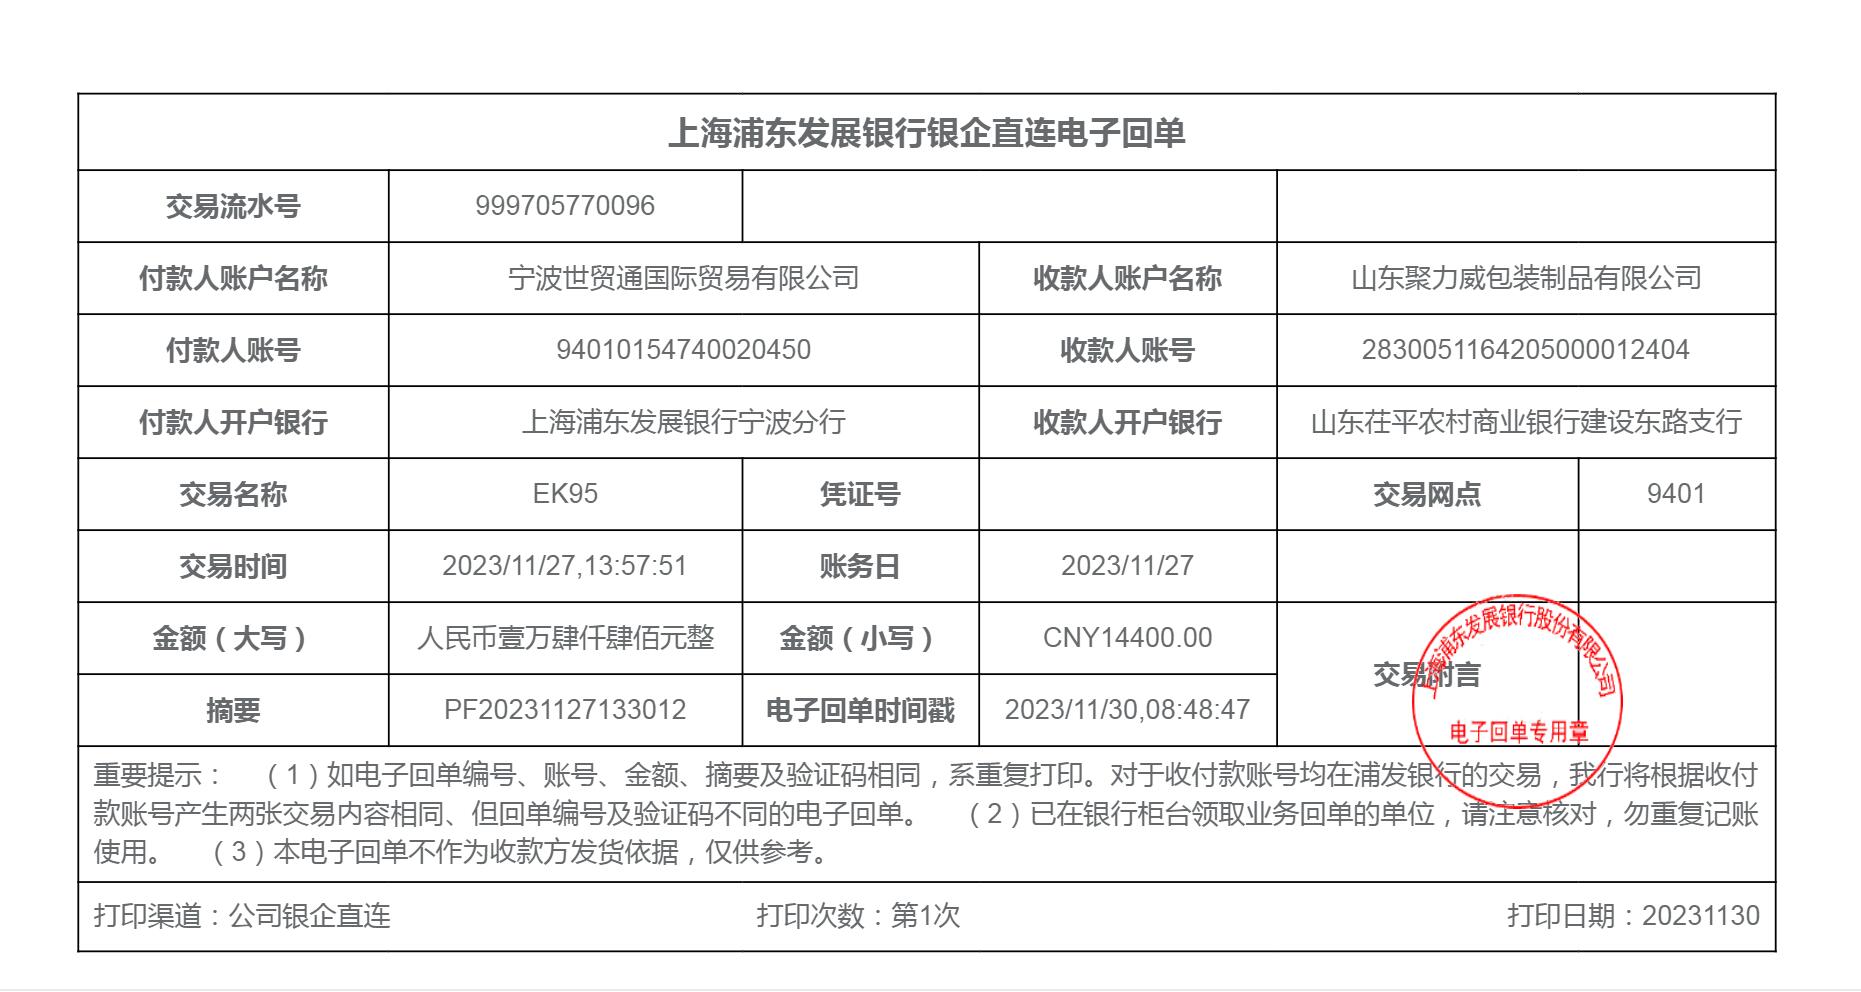 上海浦东发展银行银企直连电子回单
交易流水号 999705770096
付款人账户名称 宁波世贸通国际贸易有限公司 收款人账户名称 山东聚力威包装制品有限公司
付款人账号 94010154740020450 收款人账号 2830051164205000012404
付款人开户银行 上海浦东发展银行宁波分行 收款人开户银行 山东茌平农村商业银行建设东路支行
交易名称 EK95 凭证号 交易网点 9401
交易时间 2023/11/27,13:57:51 账务日 2023/11/27
金额（大写） 人民币壹万肆仟肆佰元整 金额（小写） CNY14400.00
交易附言
摘要 PF20231127133012 电子回单时间戳 2023/11/30,08:48:47
上海浦东发展银行股份有限公司
电子回单专用章
重要提示： （1）如电子回单编号、账号、金额、摘要及验证码相同，系重复打印。对于收付款账号均在浦发银行的交易，我行将根据收付
款账号产生两张交易内容相同、但回单编号及验证码不同的电子回单。 （2）已在银行柜台领取业务回单的单位，请注意核对，勿重复记账
使用。 （3）本电子回单不作为收款方发货依据，仅供参考。
打印渠道：公司银企直连 打印次数：第1次 打印日期：20231130